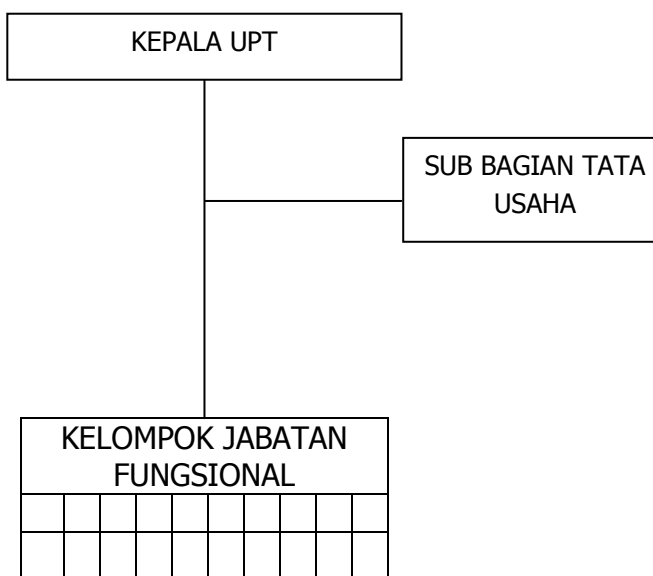 KEPALA UPT
SUB BAGIAN TATA
USAHA
KELOMPOK JABATAN
FUNGSIONAL